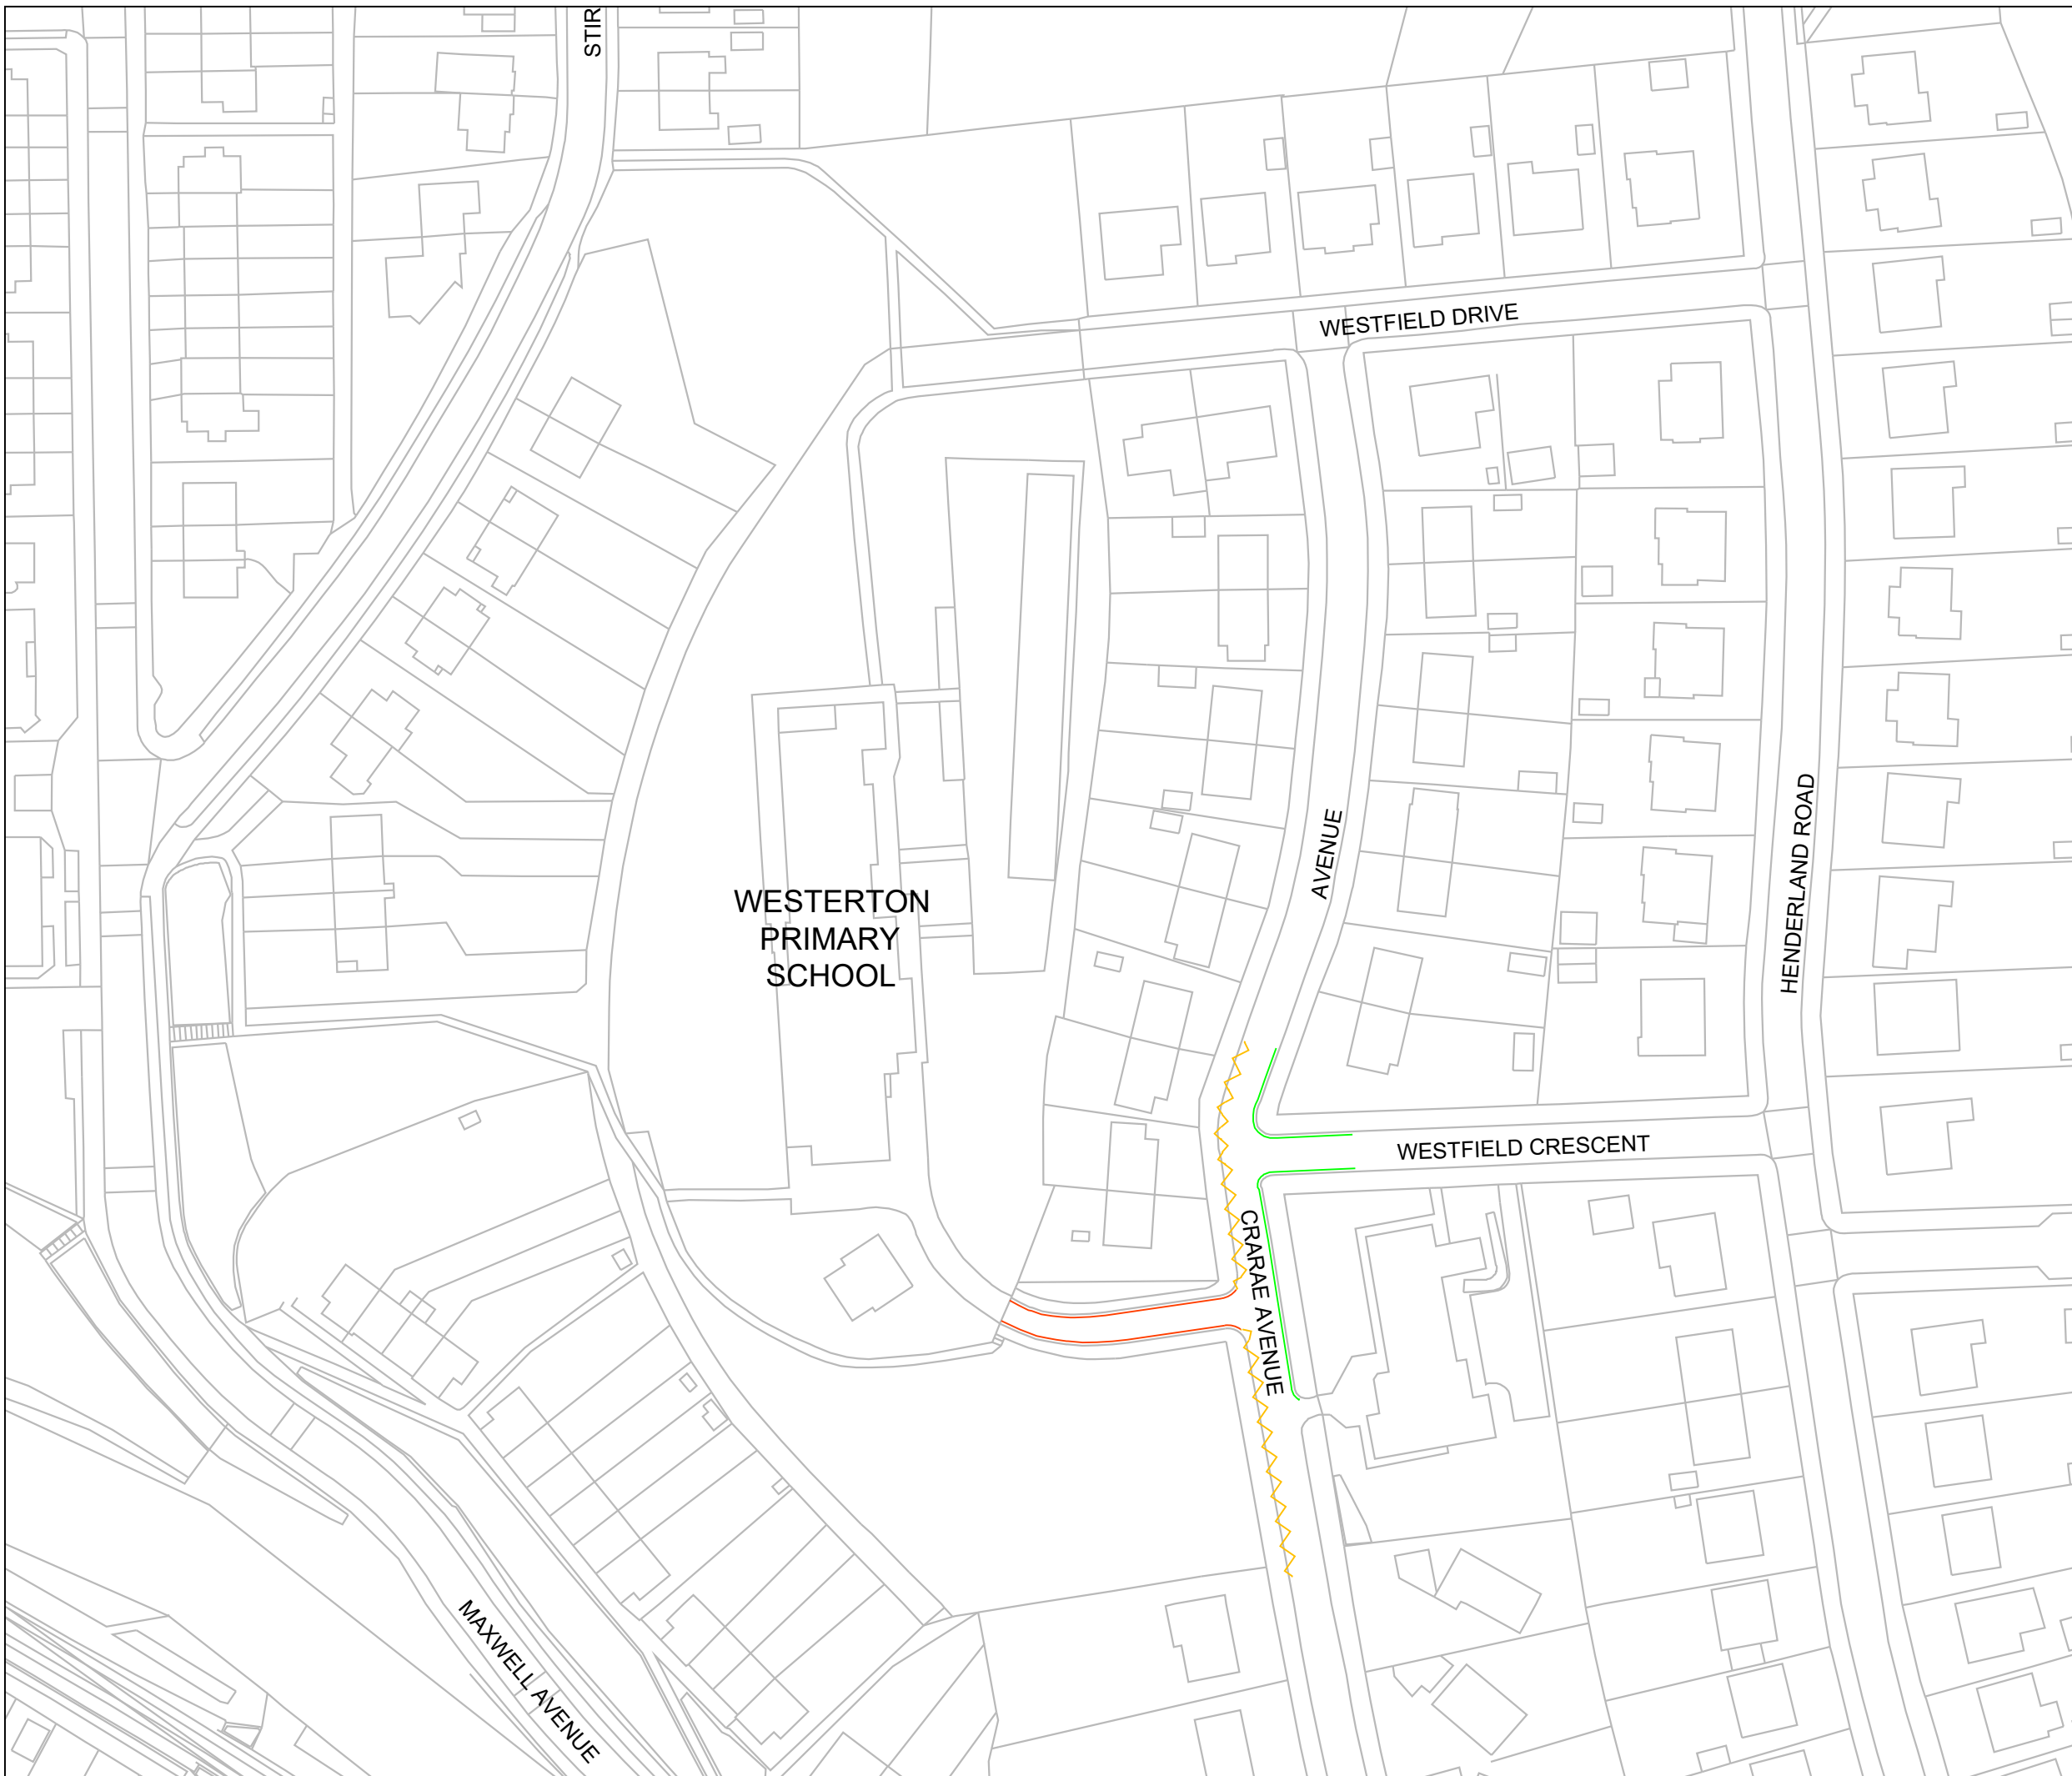 STIR
WESTFIELD DRIVE
AVENUE
HENDERLAND ROAD
WESTERTON
PRIMARY
SCHOOL
WESTFIELD CRESCENT
CRARAE AVENUE
MAXWELL AVENUE